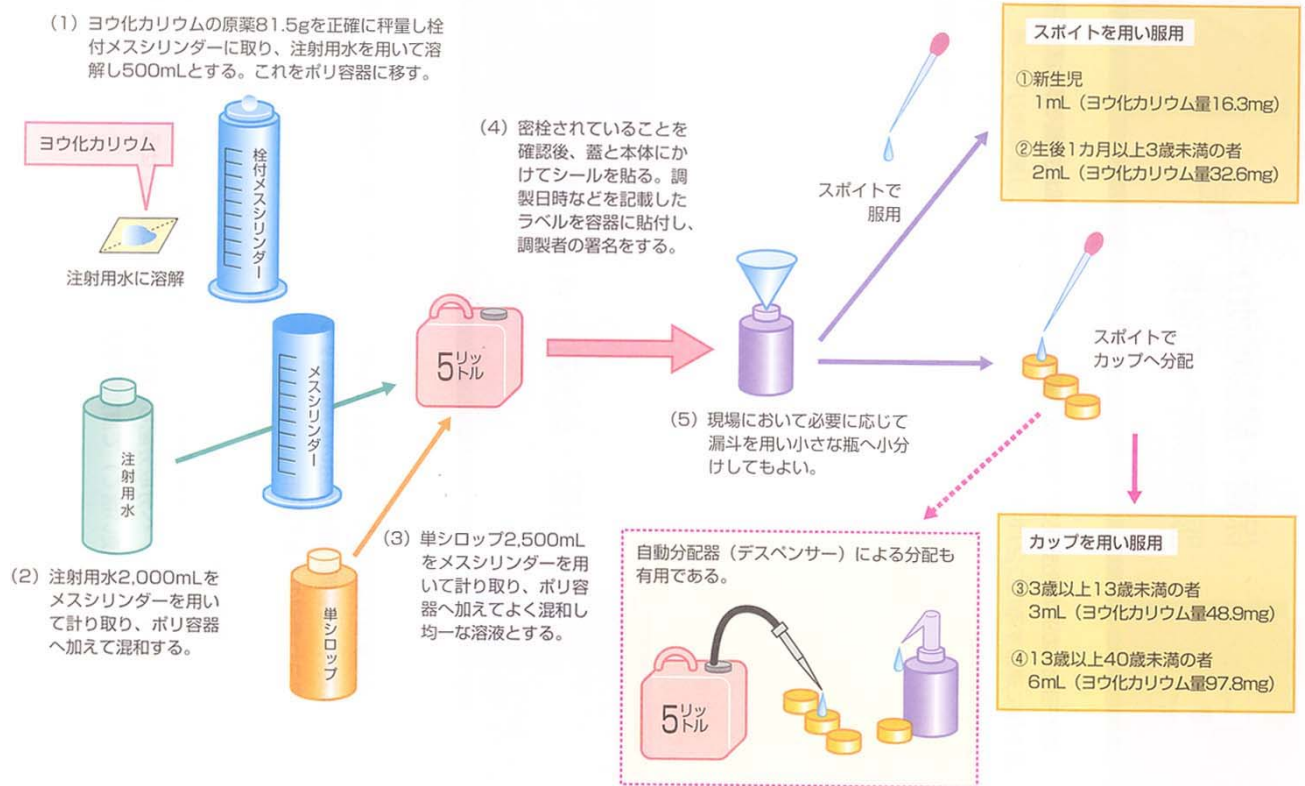 (1) ヨウ化カリウムの原薬81.5gを正確に秤量し栓
付メスシリンダーに取り、注射用水を用いて溶
解し500mLとする。これをポリ容器に移す。
ヨウ化カリウム
注射用水に溶解
栓付メスシリンダー
メスシリンダー
注射用水
(2) 注射用水2,000mLを
メスシリンダーを用い
て計り取り、ポリ容器
へ加えて混和する。
単シロップ
(3) 単シロップ2,500mL
をメスシリンダーを用
いて計り取り、ポリ容
器へ加えてよく混和し
均一な溶液とする。
5リットル
(4) 密栓されていることを
確認後、蓋と本体にか
けてシールを貼る。調
製日時などを記載した
ラベルを容器に貼付し、
調製者の署名をする。
(5) 現場において必要に応じて
漏斗を用い小さな瓶へ小分
けしてもよい。
スポイトで
服用
スポイトを用い服用
①新生児
1mL(ヨウ化カリウム量16.3mg)
②生後1カ月以上3歳未満の者
2mL(ヨウ化カリウム量32.6mg)
スポイトで
カップへ分配
自動分配器(デスペンサー)による分配も
有用である。
5リットル
カップを用い服用
③3歳以上13歳未満の者
3mL(ヨウ化カリウム量48.9mg)
④13歳以上40歳未満の者
6mL(ヨウ化カリウム量97.8mg)